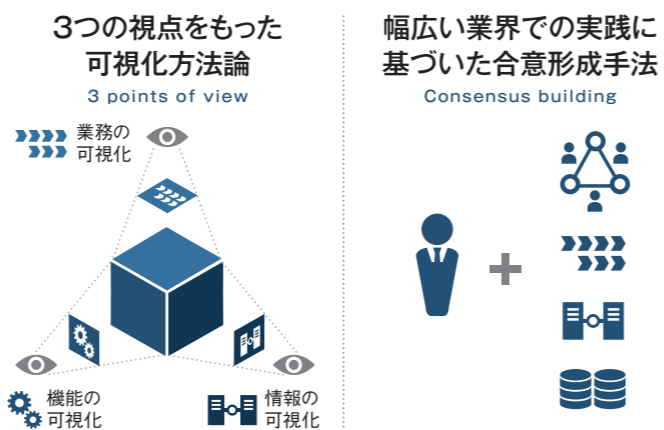 3つの視点をもった
可視化方法論
3 points of view
業務の
可視化
機能の
可視化
情報の
可視化
幅広い業界での実践に
基づいた合意形成手法
Consensus building